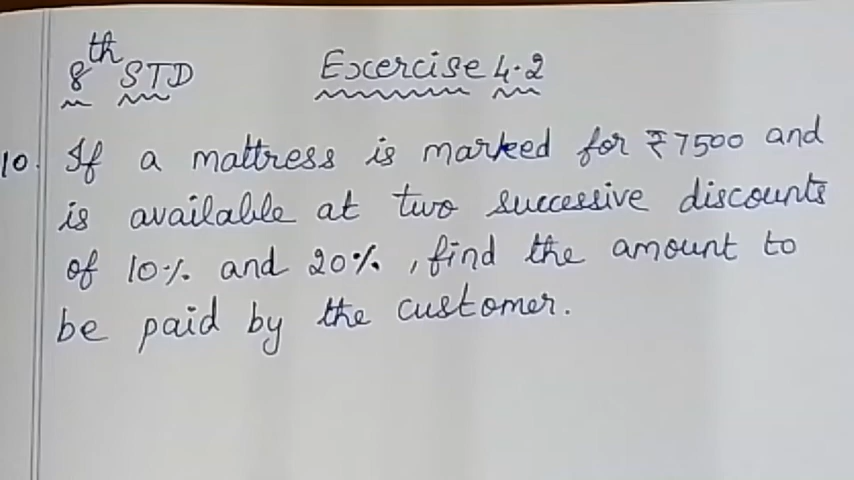 8th STD Excercise 4.2
10. If a mattress is marked for ₹7500 and
is available at two successive discounts
of 10% and 20%, find the amount to
be paid by the customer.